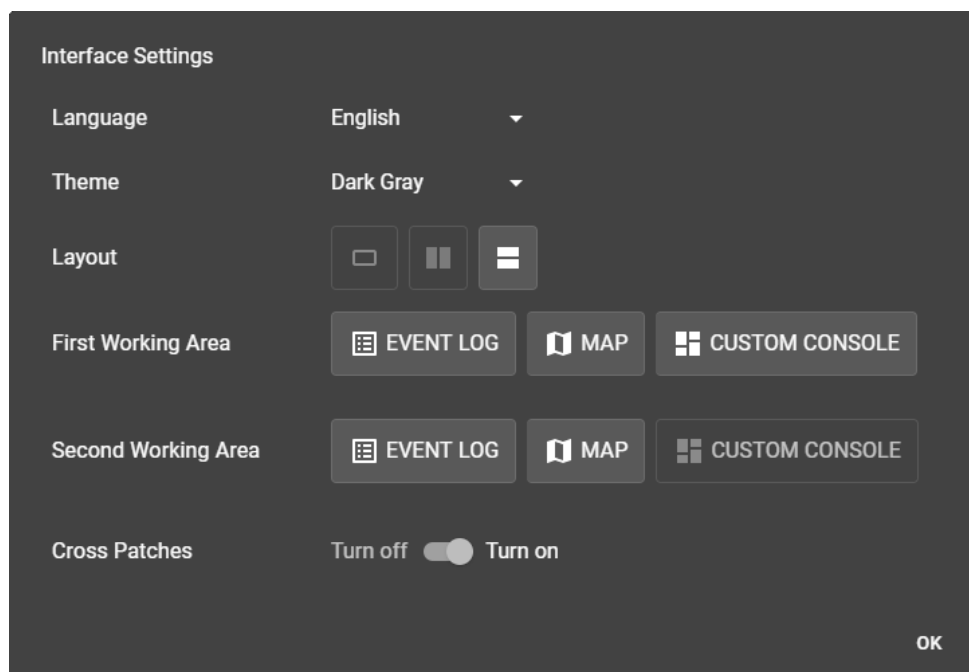 Interface Settings
Language English
Theme Dark Gray
Layout
First Working Area EVENT LOG MAP CUSTOM CONSOLE
Second Working Area EVENT LOG MAP CUSTOM CONSOLE
Cross Patches Turn off Turn on
OK